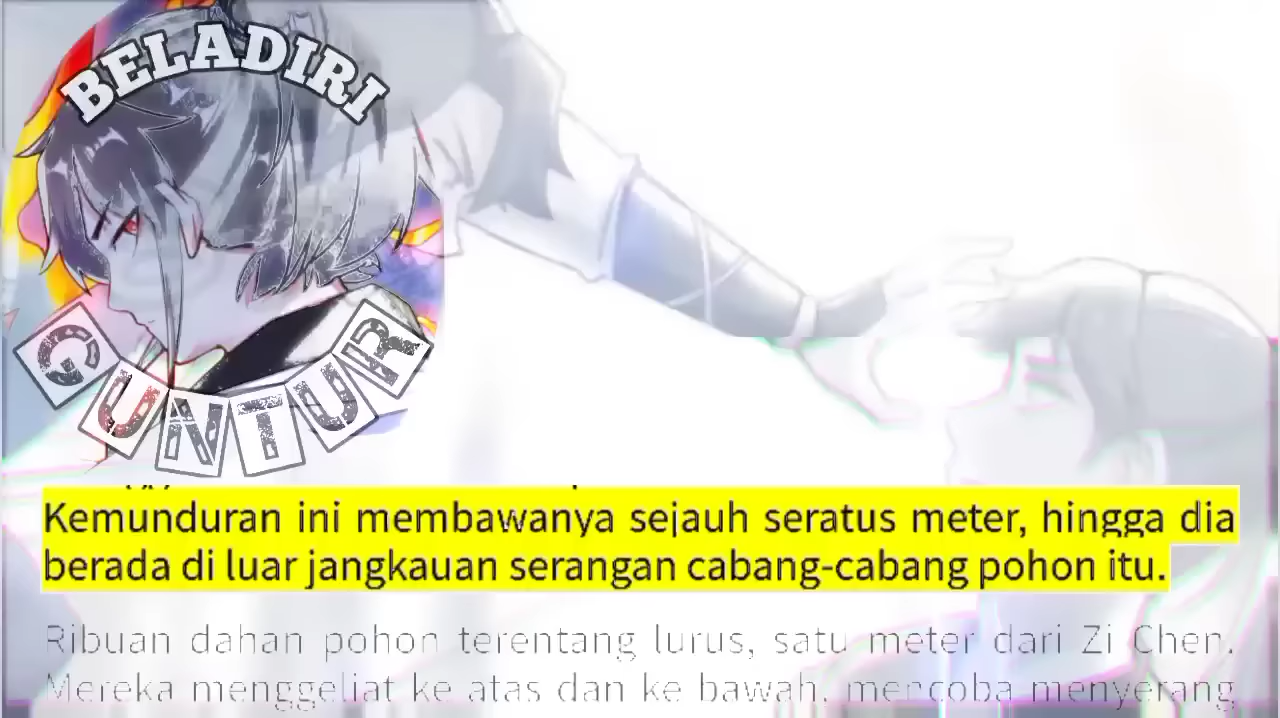 BELADIRI
GUNTUR
Kemunduran ini membawanya sejauh seratus meter, hingga dia
berada di luar jangkauan serangan cabang-cabang pohon itu.
Ribuan dahan pohon terentang lurus, satu meter dari Zi Chen.
Mereka menggeliat ke atas dan ke bawah, mencoba menyerang